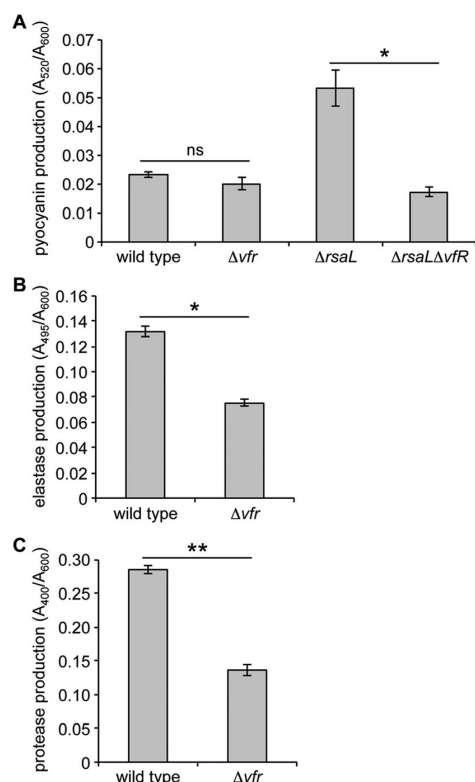 A
pyocyanin production (A520/A600)
0.07
0.06
0.05
0.04
0.03
0.02
0.01
0
ns
*
wild type
Δvfr
ΔrsaL
ΔrsaLΔvfR
B
elastase production (A495/A600)
0.16
0.14
0.12
0.10
0.08
0.06
0.04
0.02
0
*
wild type
Δvfr
C
protease production (A400/A600)
0.30
0.25
0.20
0.15
0.10
0.05
0
**
wild type
Δvfr